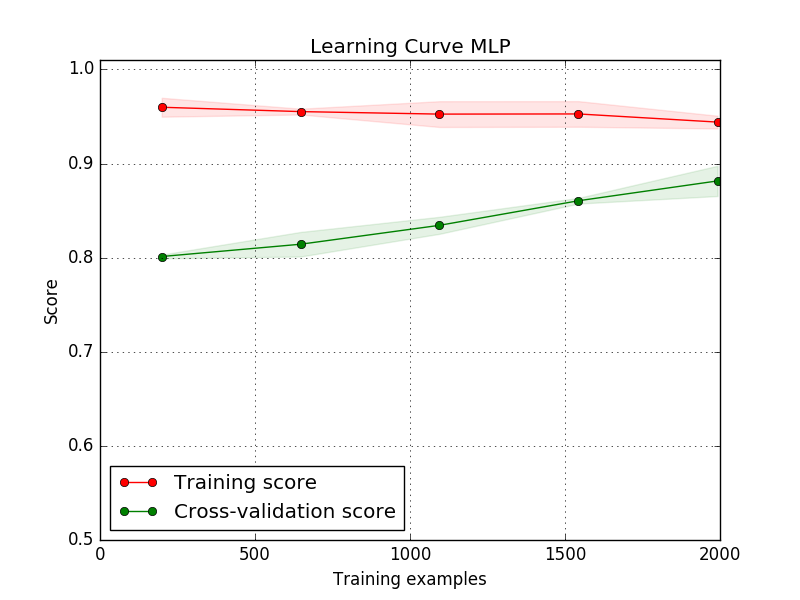 Learning Curve MLP
1.0
0.9
0.8
0.7
0.6
0.5
Score
Training score
Cross-validation score
0
500
1000
1500
2000
Training examples